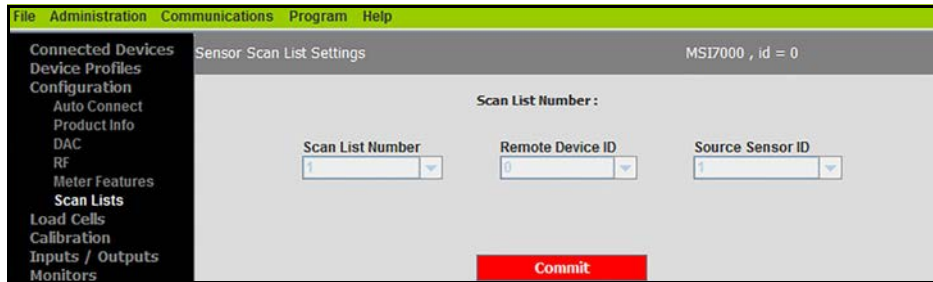 File Administration Communications Program Help
Connected Devices
Device Profiles
Configuration
Auto Connect
Product Info
DAC
RF
Meter Features
Scan Lists
Load Cells
Calibration
Inputs / Outputs
Monitors
Sensor Scan List Settings
MSI7000 , id = 0
Scan List Number :
Scan List Number
1
Remote Device ID
0
Source Sensor ID
1
Commit